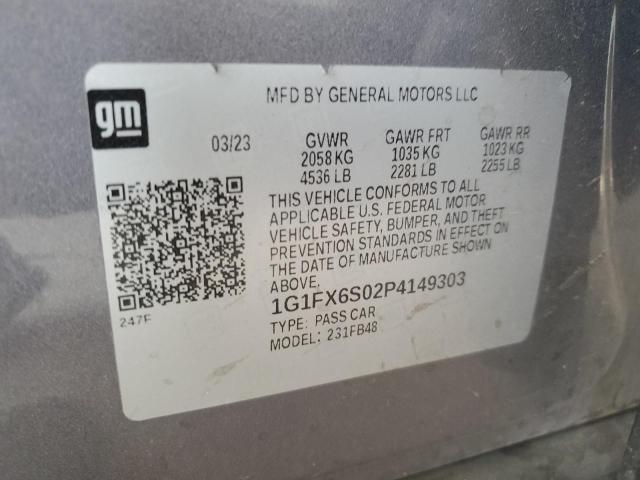 gm
MFD BY GENERAL MOTORS LLC
03/23
GVWR
2058 KG
4536 LB
GAWR FRT
1035 KG
2281 LB
GAWR RR
1023 KG
2255 LB
THIS VEHICLE CONFORMS TO ALL
APPLICABLE U.S. FEDERAL MOTOR
VEHICLE SAFETY, BUMPER, AND THEFT
PREVENTION STANDARDS IN EFFECT ON
THE DATE OF MANUFACTURE SHOWN
ABOVE.
1G1FX6S02P4149303
TYPE: PASS CAR
MODEL: 231FB48
247F